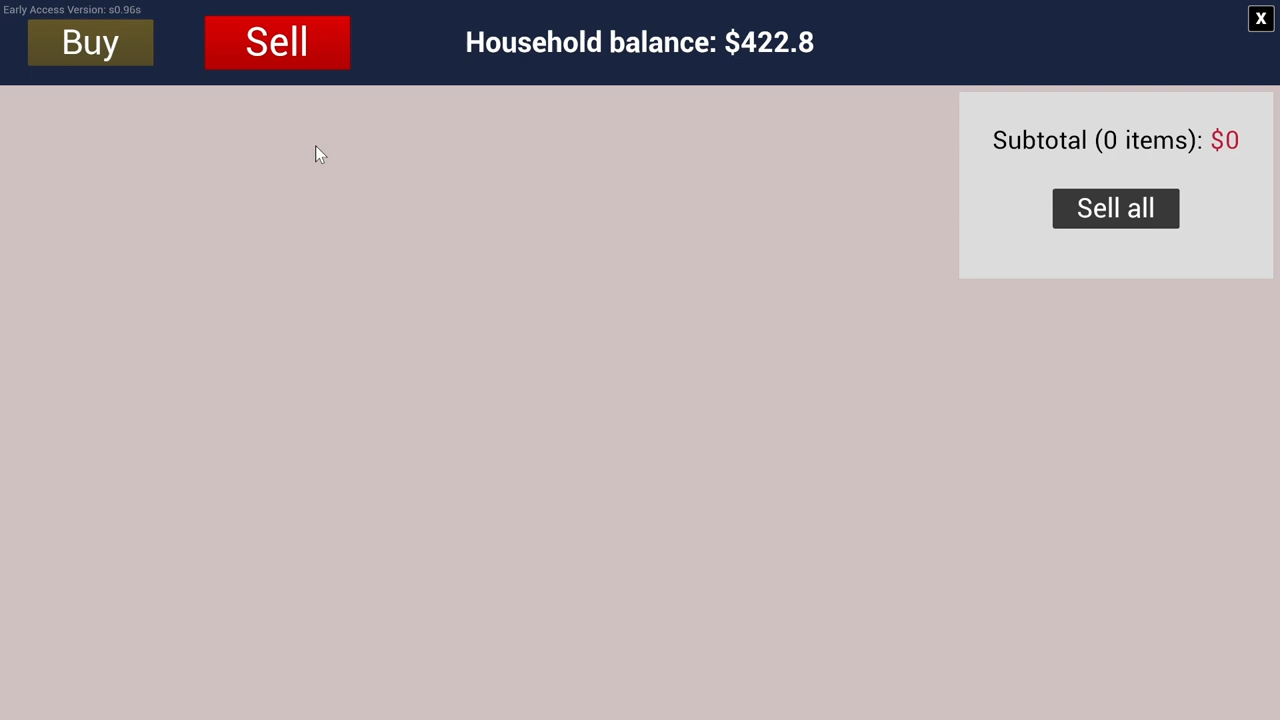 Early Access Version: s0.96s
Buy
Sell
Household balance: $422.8
X
Subtotal (0 items): $0
Sell all